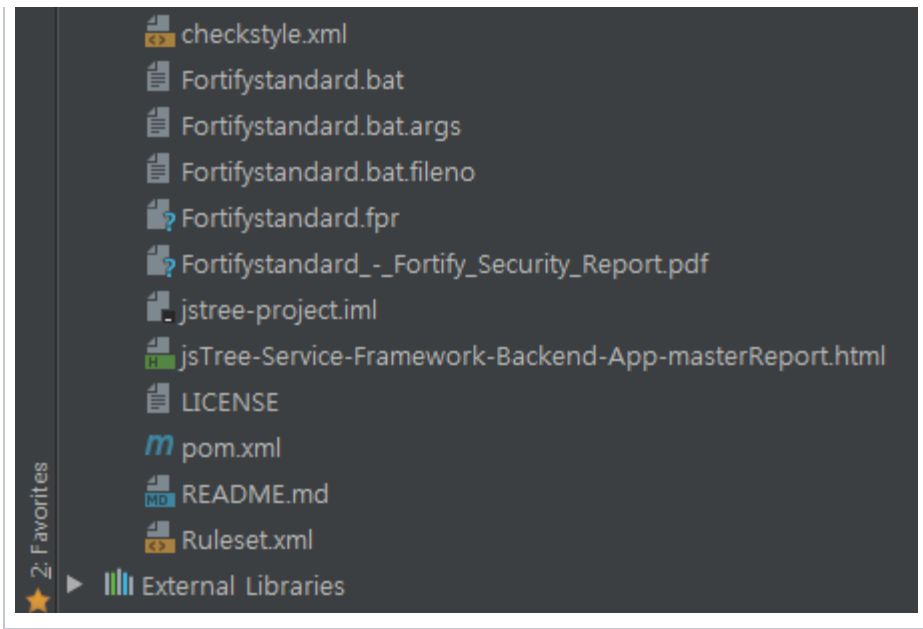 checkstyle.xml
Fortifystandard.bat
Fortifystandard.bat.args
Fortifystandard.bat.fileno
Fortifystandard.fpr
Fortifystandard_-_Fortify_Security_Report.pdf
jstree-project.iml
jsTree-Service-Framework-Backend-App-masterReport.html
LICENSE
m pom.xml
MD README.md
Ruleset.xml
External Libraries
2: Favorites